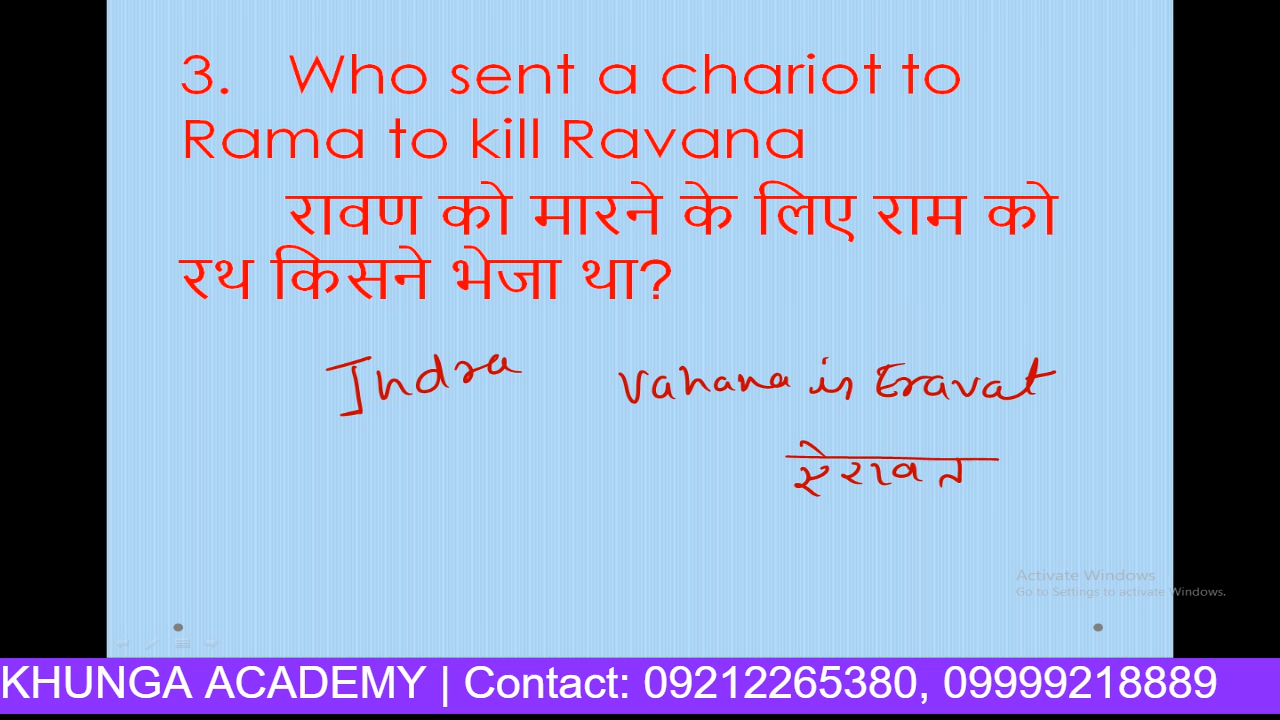 3. Who sent a chariot to
Rama to kill Ravana
रावण को मारने के लिए राम को
रथ किसने भेजा था?
Indra Vahana is Eravat
ऐरावत
Activate Windows
Go to Settings to activate Windows.
KHUNGA ACADEMY | Contact: 09212265380, 09999218889